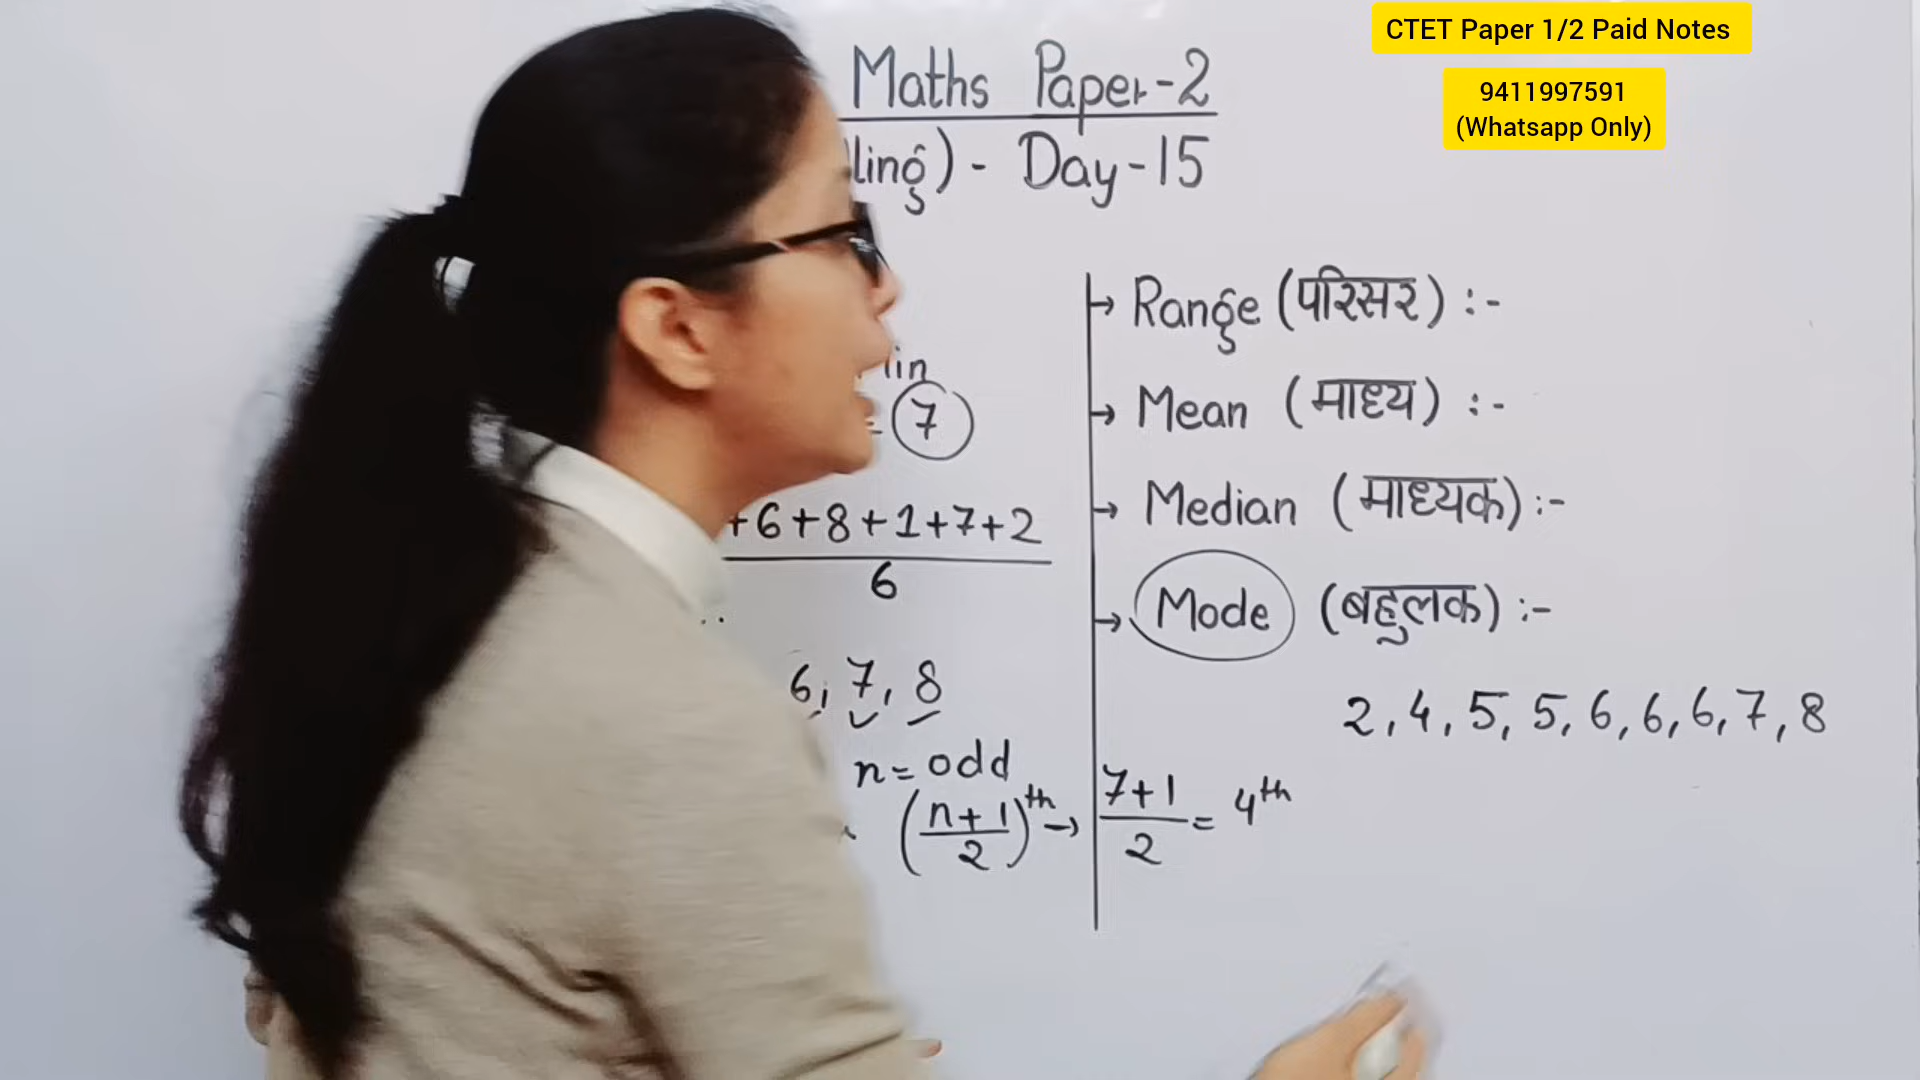 CTET Paper 1/2 Paid Notes
9411997591
(Whatsapp Only)
Maths Paper-2
ling) - Day-15
→ Range (परिसर) :-
in
= 7
→ Mean (माध्य) :-
→ Median (माध्यक) :-
+6+8+1+7+2
6
→ Mode (बहुलक) :-
6, 7, 8
2, 4, 5, 5, 6, 6, 6, 7, 8
n = odd
(n+1/2)th → 7+1/2 = 4th